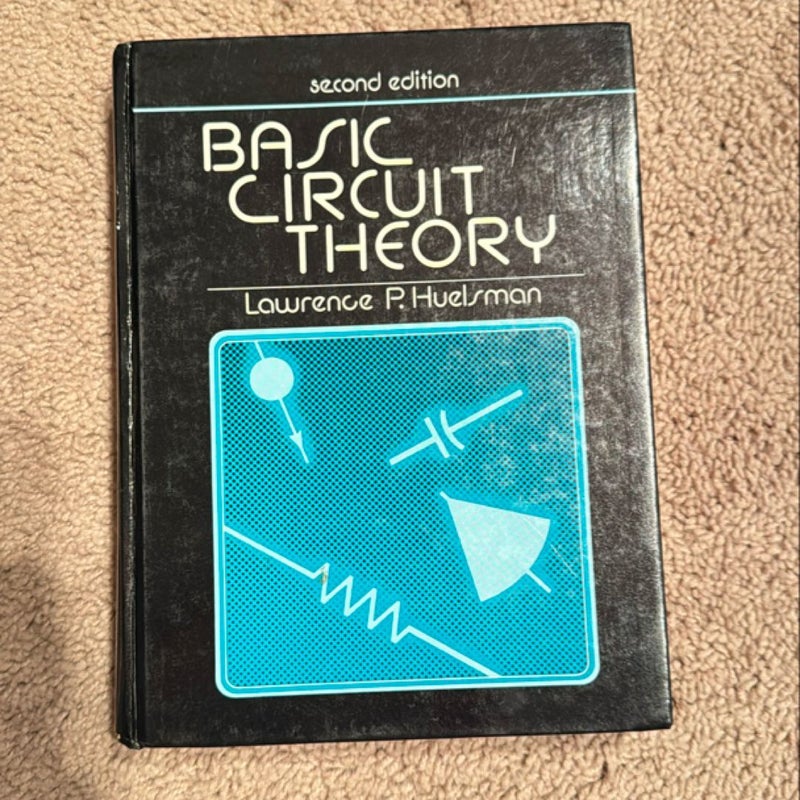 second edition
BASIC
CIRCUIT
THEORY
Lawrence P. Huelsman